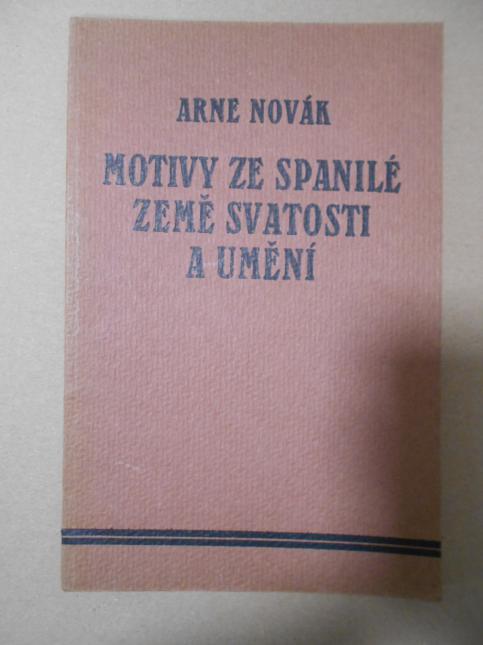 ARNE NOVÁK
MOTIVY ZE SPANILÉ
ZEMĚ SVATOSTI
A UMĚNÍ